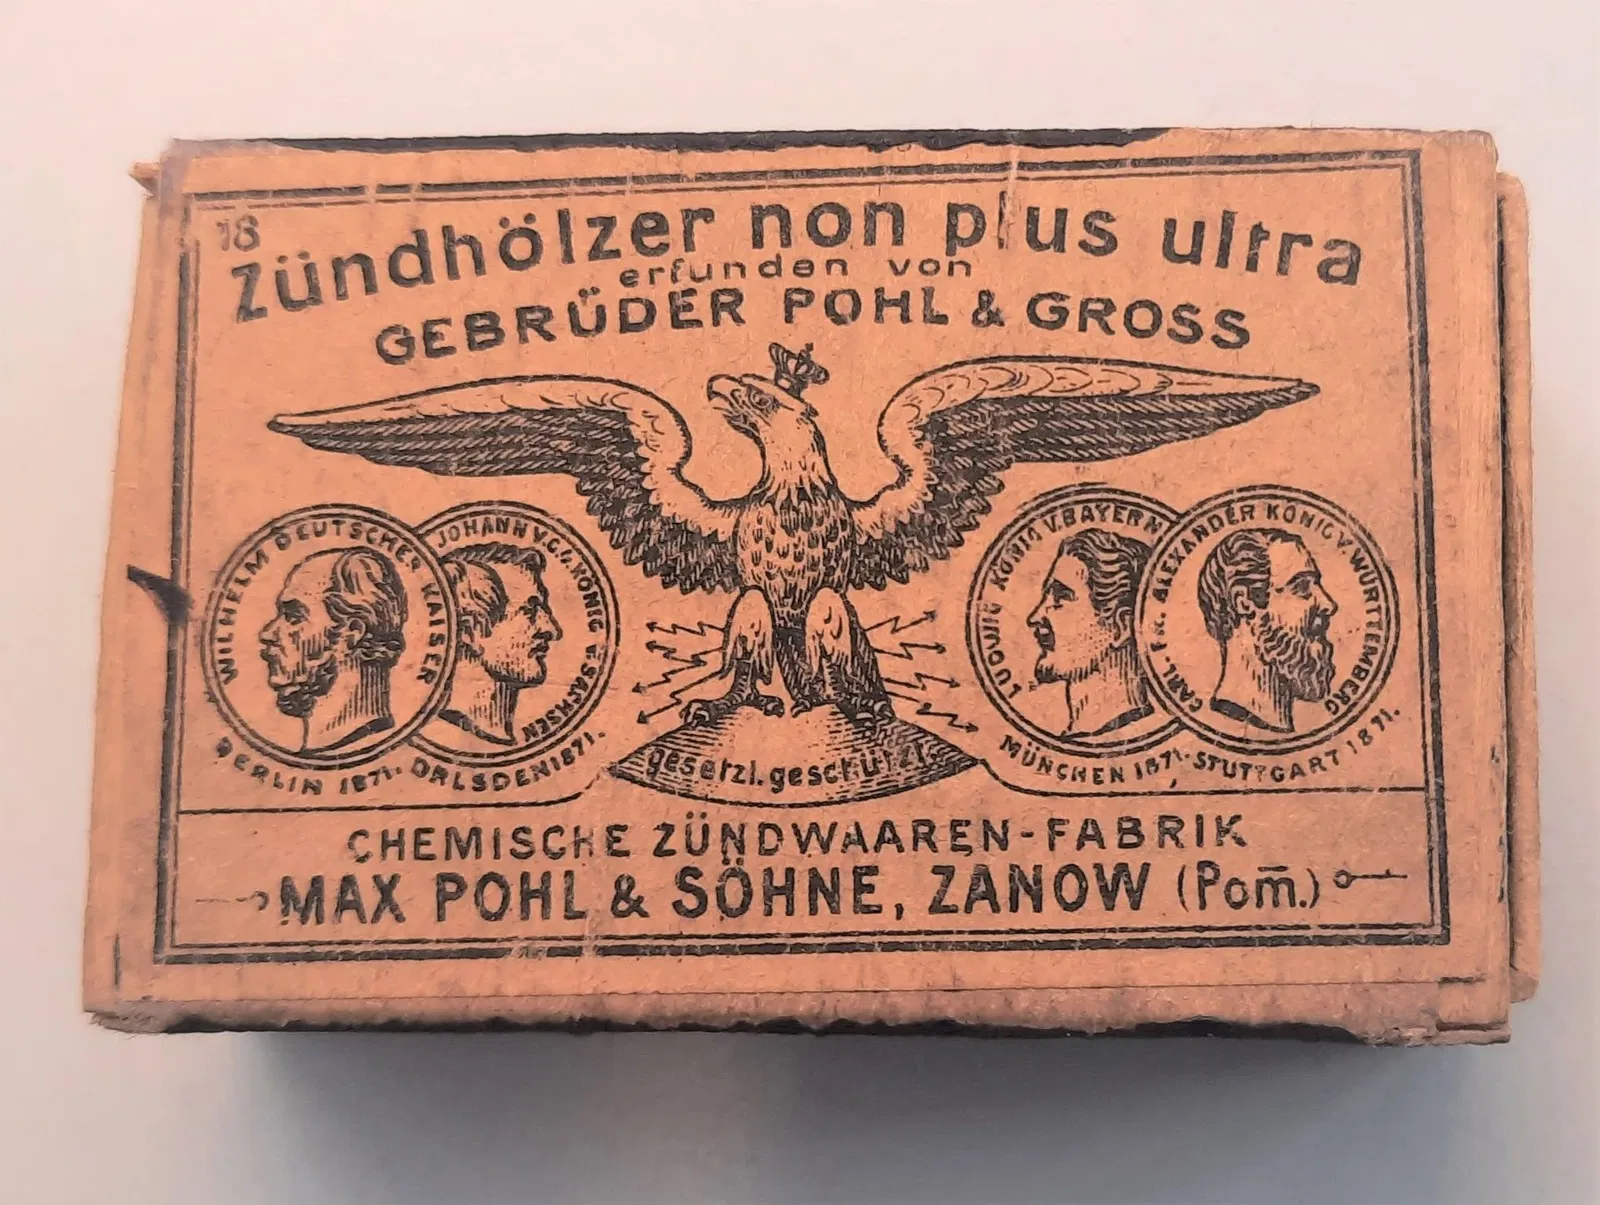 18
Zündhölzer non plus ultra
erfunden von
GEBRÜDER POHL & GROSS
WILHELM DEUTSCHER KAISER
BERLIN 1871.
JOHANN V.G.G. KÖNIG V. SACHSEN
DRLSDEN 1871.
LUDWIG KÖNIG V. BAYERN
MÜNCHEN 1871.
CARL. FR. ALEXANDER KÖNIG V. WÜRTTEMBERG
STUTTGART 1871.
gesetzl. geschützt.
CHEMISCHE ZÜNDWAAREN-FABRIK
MAX POHL & SÖHNE, ZANOW (Pom̅.)